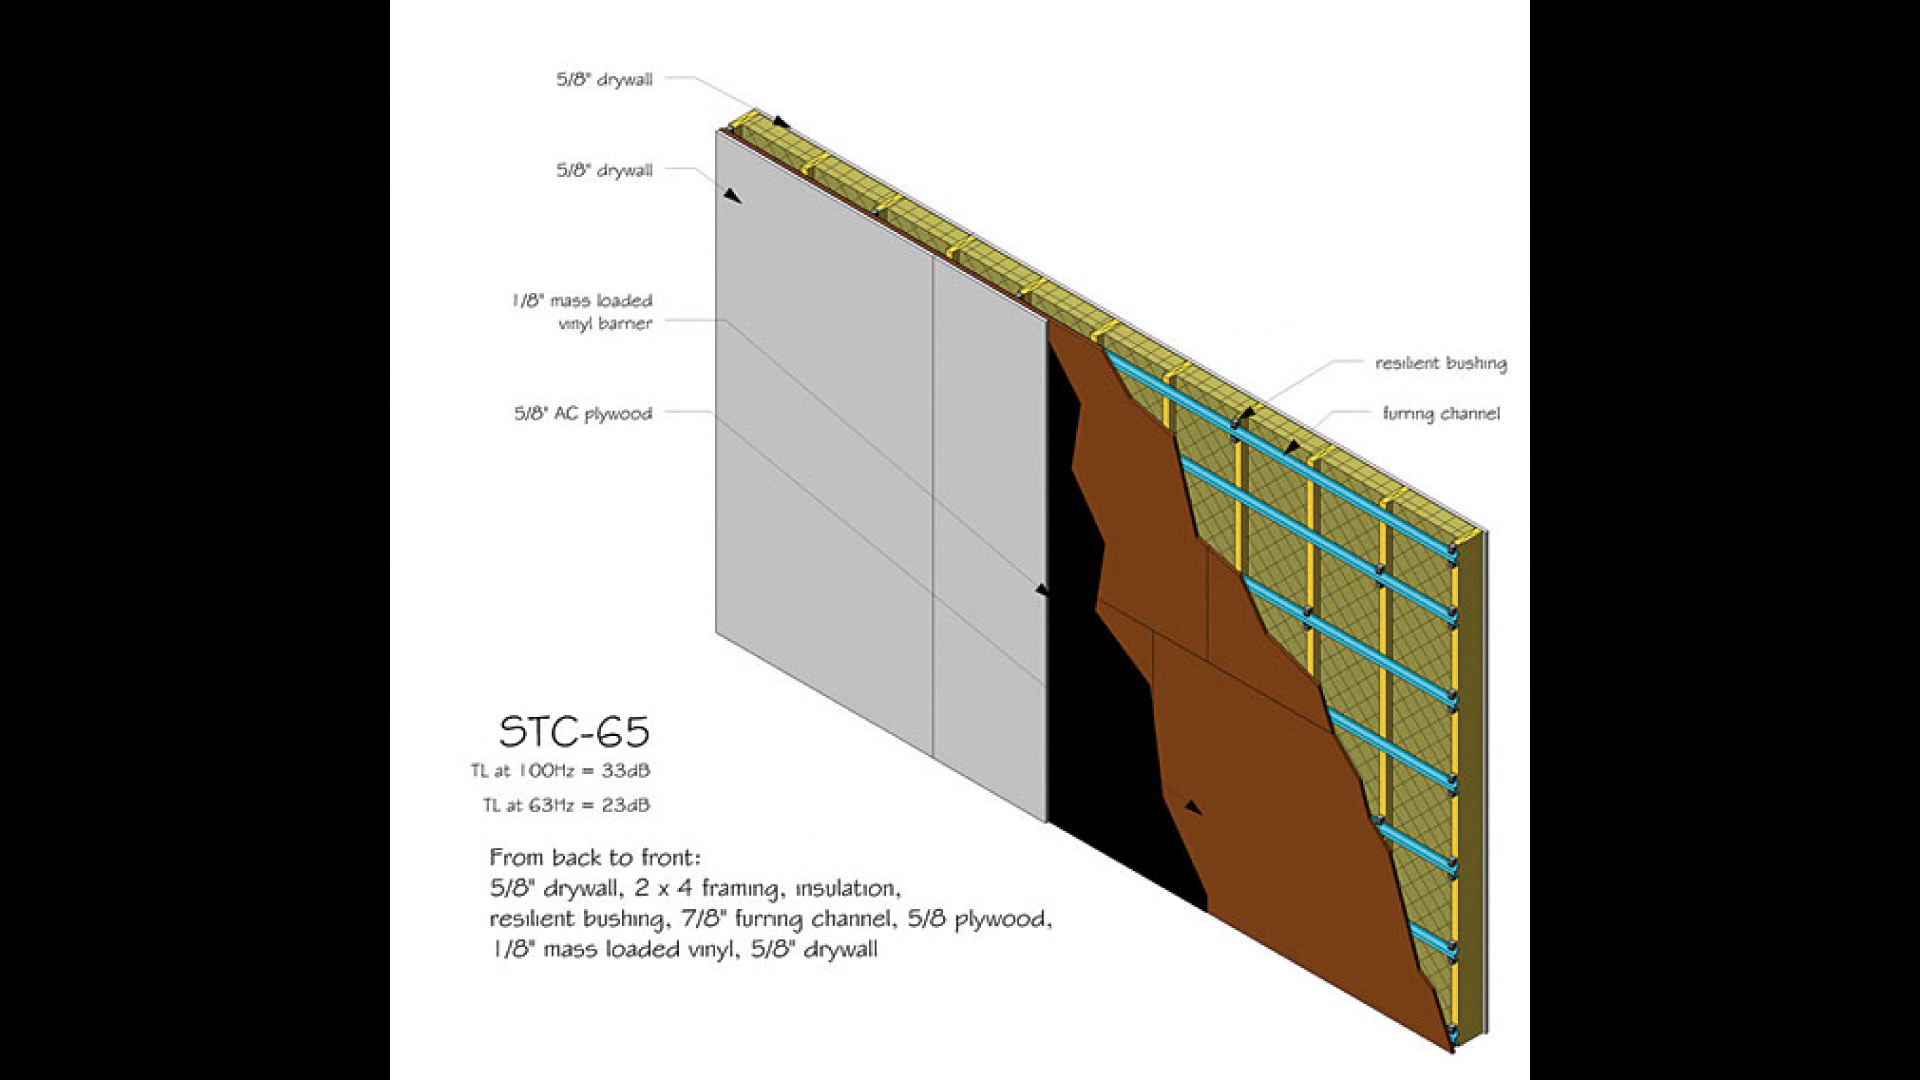 5/8" drywall
5/8" drywall
1/8" mass loaded
vinyl barrier
5/8" AC plywood
resilient bushing
furring channel
STC-65
TL at 100Hz = 33dB
TL at 63Hz = 23dB
From back to front:
5/8" drywall, 2 x 4 framing, insulation,
resilient bushing, 7/8" furring channel, 5/8 plywood,
1/8" mass loaded vinyl, 5/8" drywall